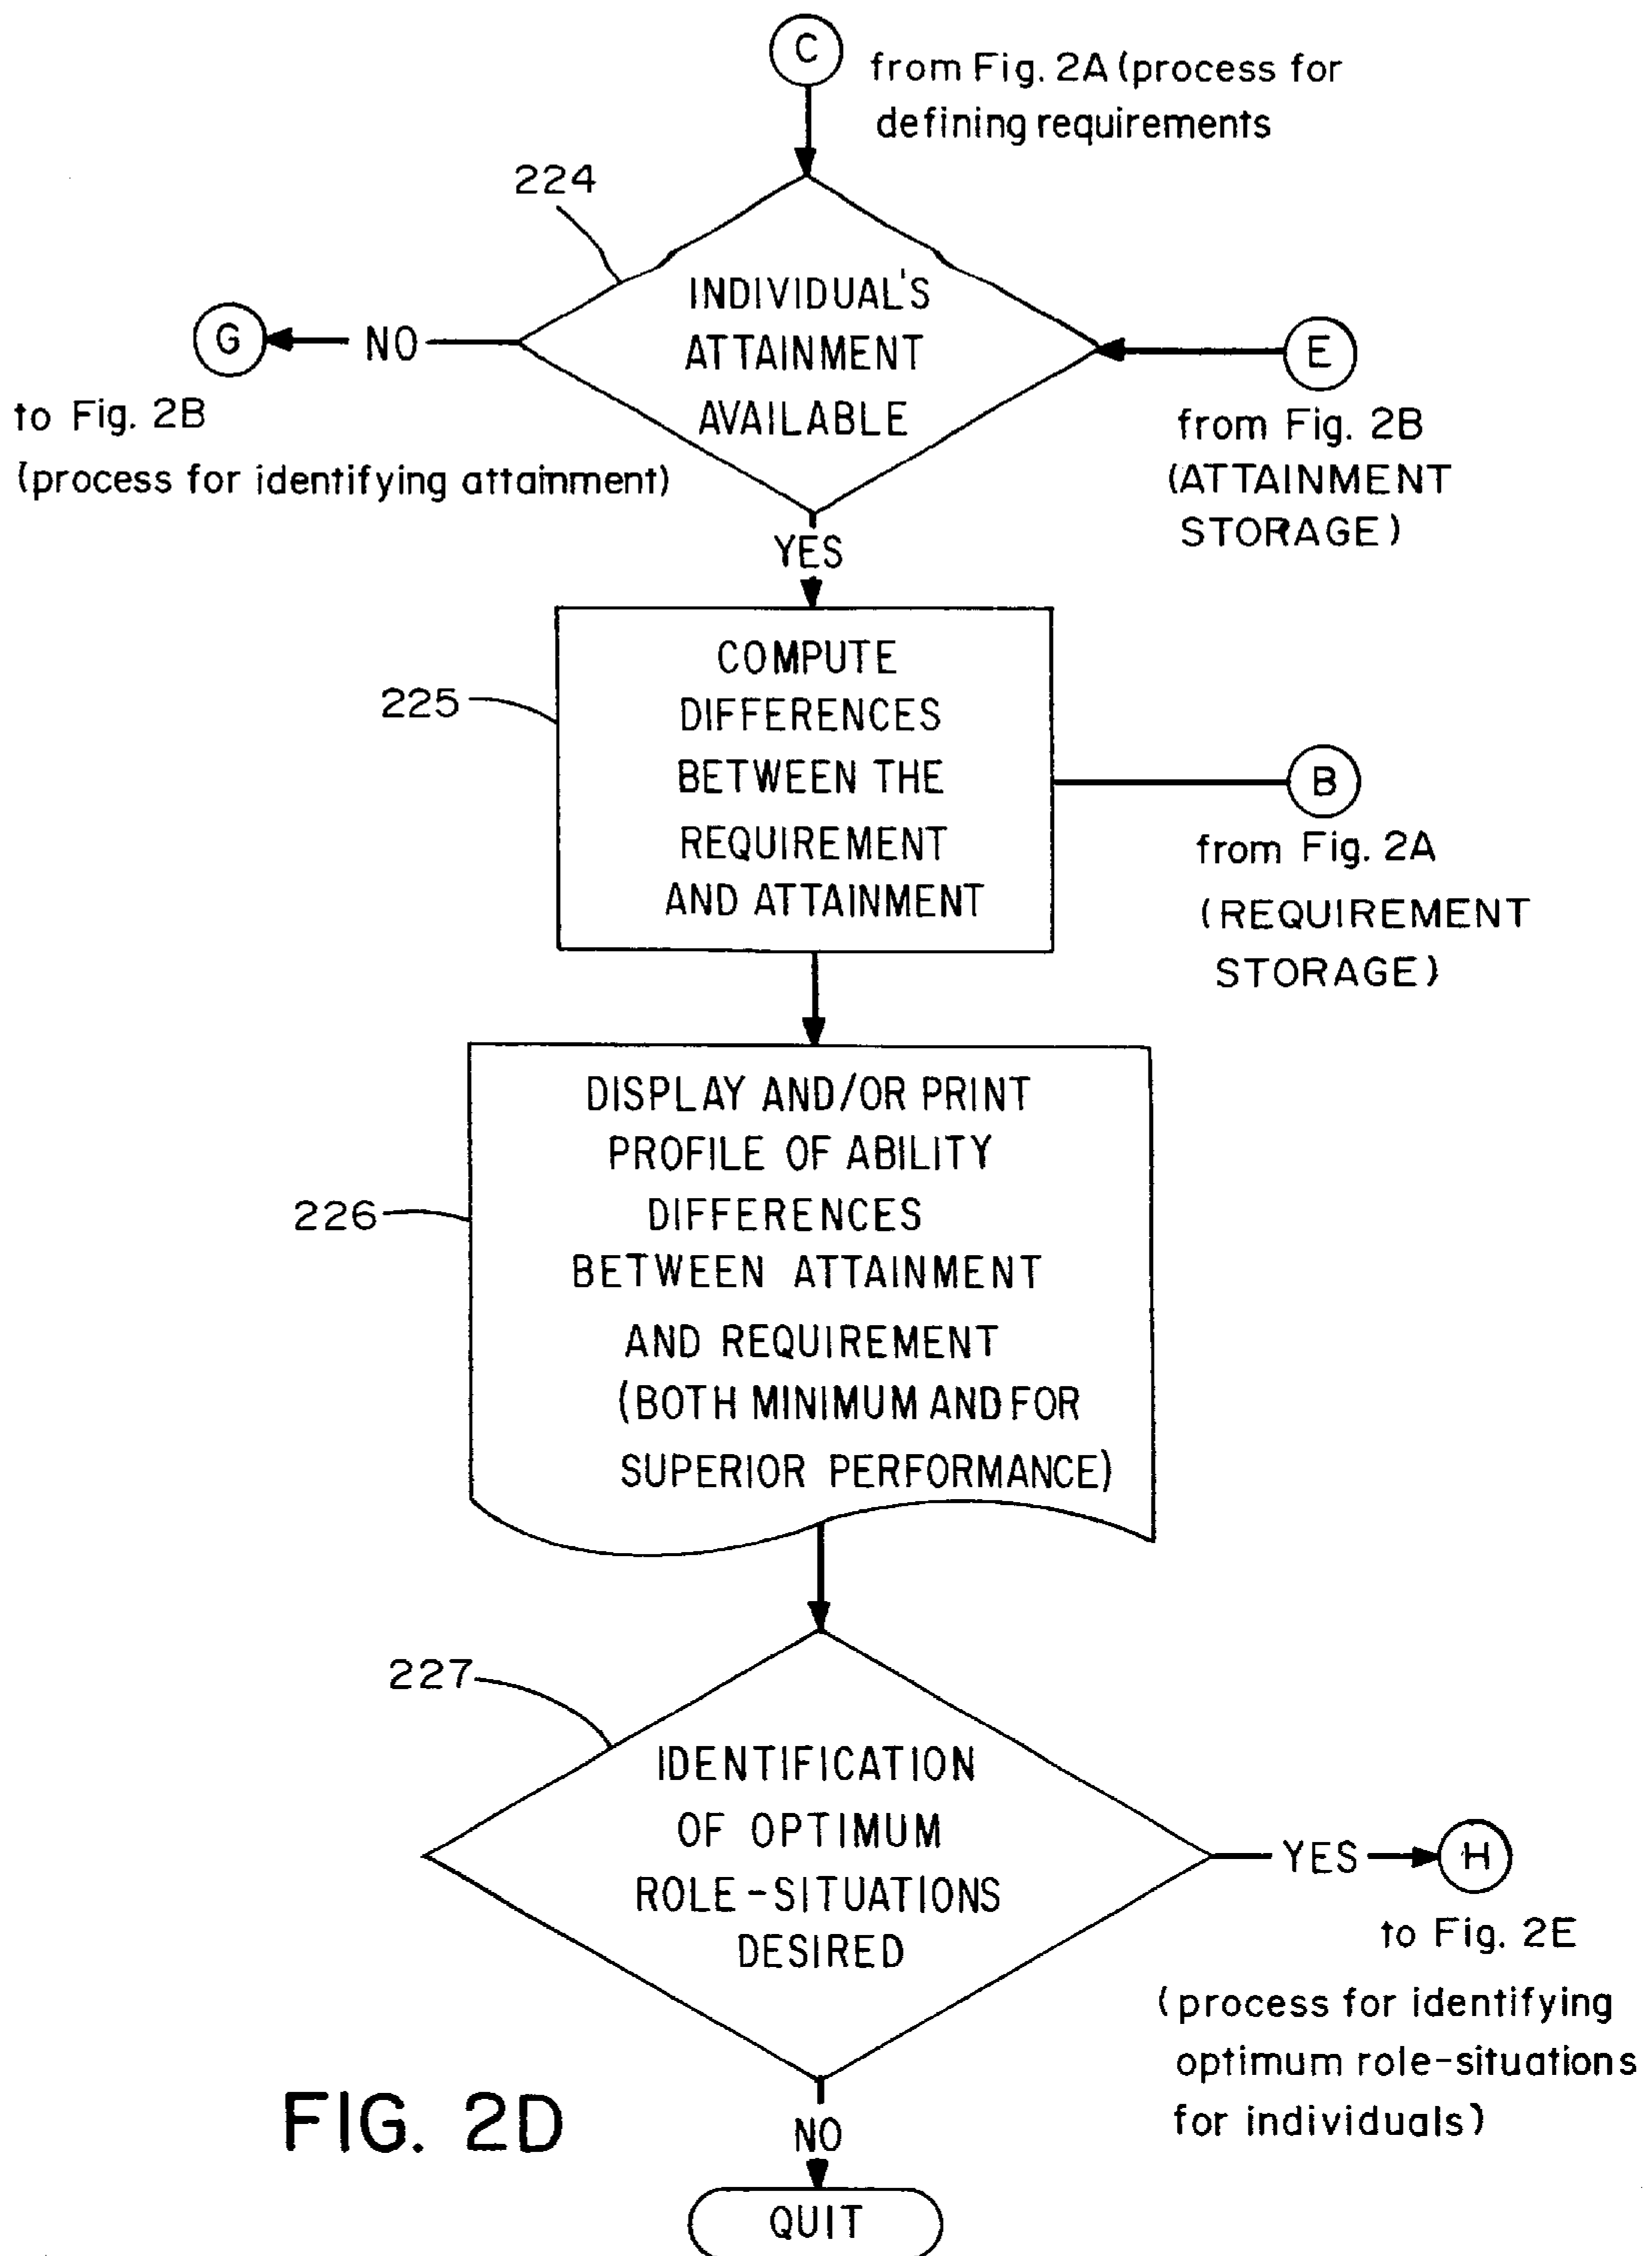 C
from Fig. 2A (process for
defining requirements
224
INDIVIDUAL'S
ATTAINMENT
AVAILABLE
G
NO
to Fig. 2B
(process for identifying attainment)
E
from Fig. 2B
(ATTAINMENT
STORAGE)
YES
225
COMPUTE
DIFFERENCES
BETWEEN THE
REQUIREMENT
AND ATTAINMENT
B
from Fig. 2A
(REQUIREMENT
STORAGE)
226
DISPLAY AND/OR PRINT
PROFILE OF ABILITY
DIFFERENCES
BETWEEN ATTAINMENT
AND REQUIREMENT
(BOTH MINIMUM AND FOR
SUPERIOR PERFORMANCE)
227
IDENTIFICATION
OF OPTIMUM
ROLE-SITUATIONS
DESIRED
YES
H
to Fig. 2E
(process for identifying
optimum role-situations
for individuals)
NO
QUIT
FIG. 2D